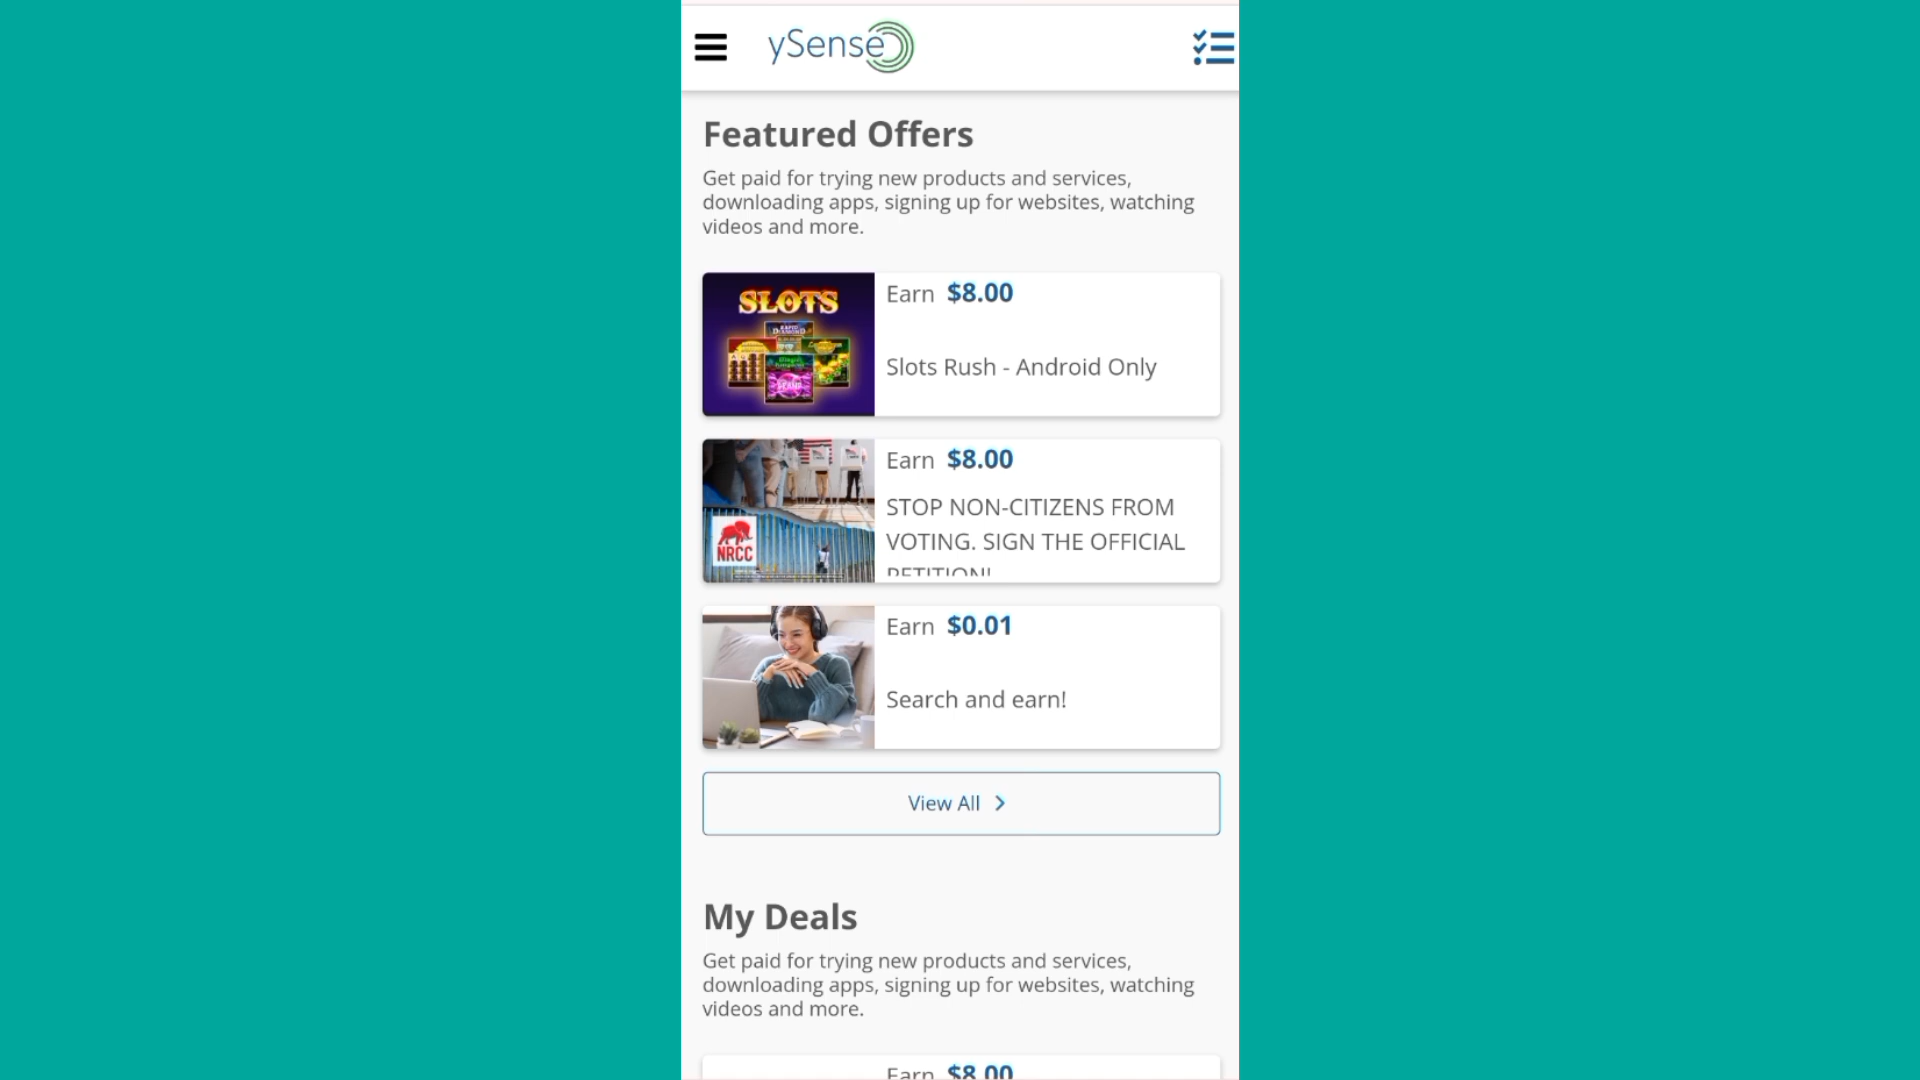 ySense
Featured Offers
Get paid for trying new products and services,
downloading apps, signing up for websites, watching
videos and more.
SLOTS
Earn $8.00
Slots Rush - Android Only
Earn $8.00
STOP NON-CITIZENS FROM
VOTING. SIGN THE OFFICIAL
PETITION!
NRCC
Earn $0.01
Search and earn!
View All
My Deals
Get paid for trying new products and services,
downloading apps, signing up for websites, watching
videos and more.
Earn $8.00